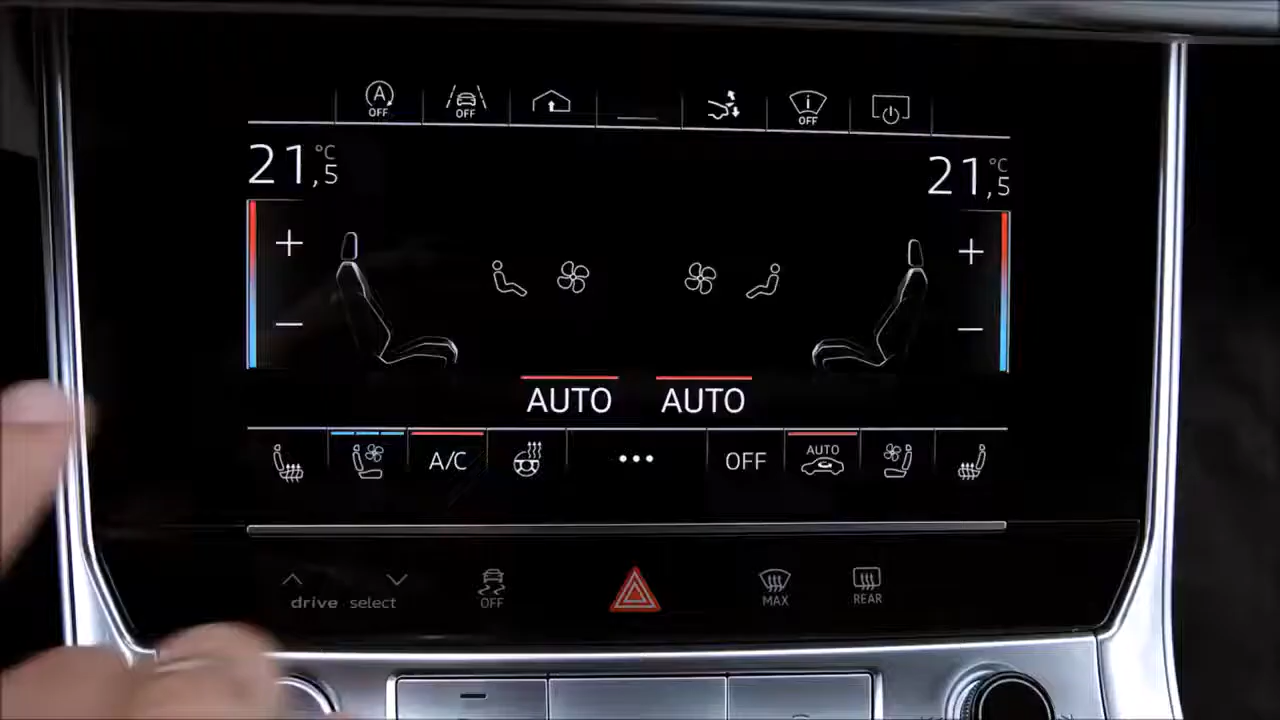 A OFF OFF i OFF
21,5 °C 21,5 °C
AUTO AUTO
A/C OFF AUTO
drive select OFF MAX REAR